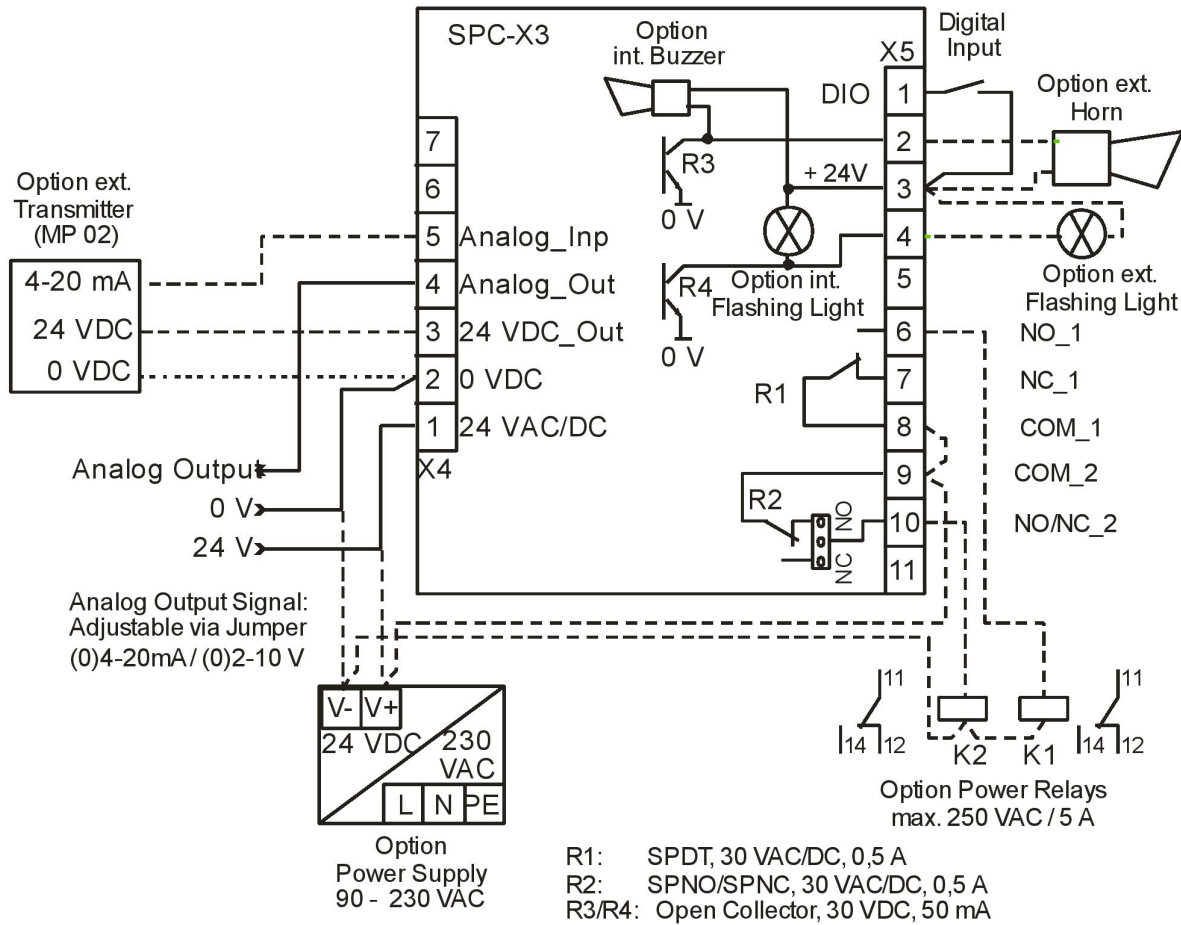 SPC-X3
Option
int. Buzzer
X5
Digital
Input
DIO
1
Option ext.
Horn
2
R3
+ 24V
3
0 V
4
R4
Option int.
Flashing Light
5
0 V
Option ext.
Flashing Light
6
NO_1
R1
7
NC_1
8
COM_1
9
COM_2
R2
NO
NC
10
NO/NC_2
11
7
6
Option ext.
Transmitter
(MP 02)
5
Analog_Inp
4-20 mA
4
Analog_Out
24 VDC
3
24 VDC_Out
0 VDC
2
0 VDC
1
24 VAC/DC
X4
Analog Output
0 V
24 V
Analog Output Signal:
Adjustable via Jumper
(0)4-20mA / (0)2-10 V
V-
V+
24 VDC
230
VAC
L
N
PE
Option
Power Supply
90 - 230 VAC
11
14
12
K2
K1
11
14
12
Option Power Relays
max. 250 VAC / 5 A
R1: SPDT, 30 VAC/DC, 0,5 A
R2: SPNO/SPNC, 30 VAC/DC, 0,5 A
R3/R4: Open Collector, 30 VDC, 50 mA